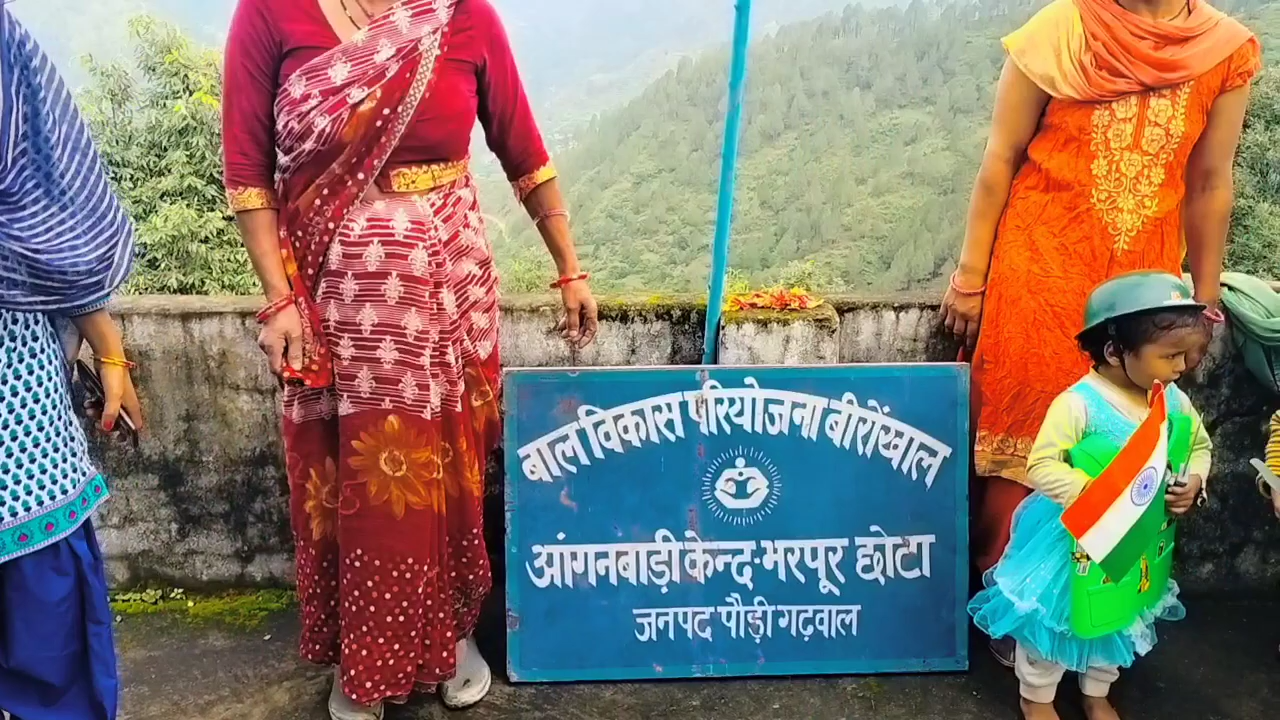 बाल विकास परियोजना बीरोंखाल
आंगनबाड़ी केन्द्र-भरपूर छोटा
जनपद पौड़ी गढ़वाल